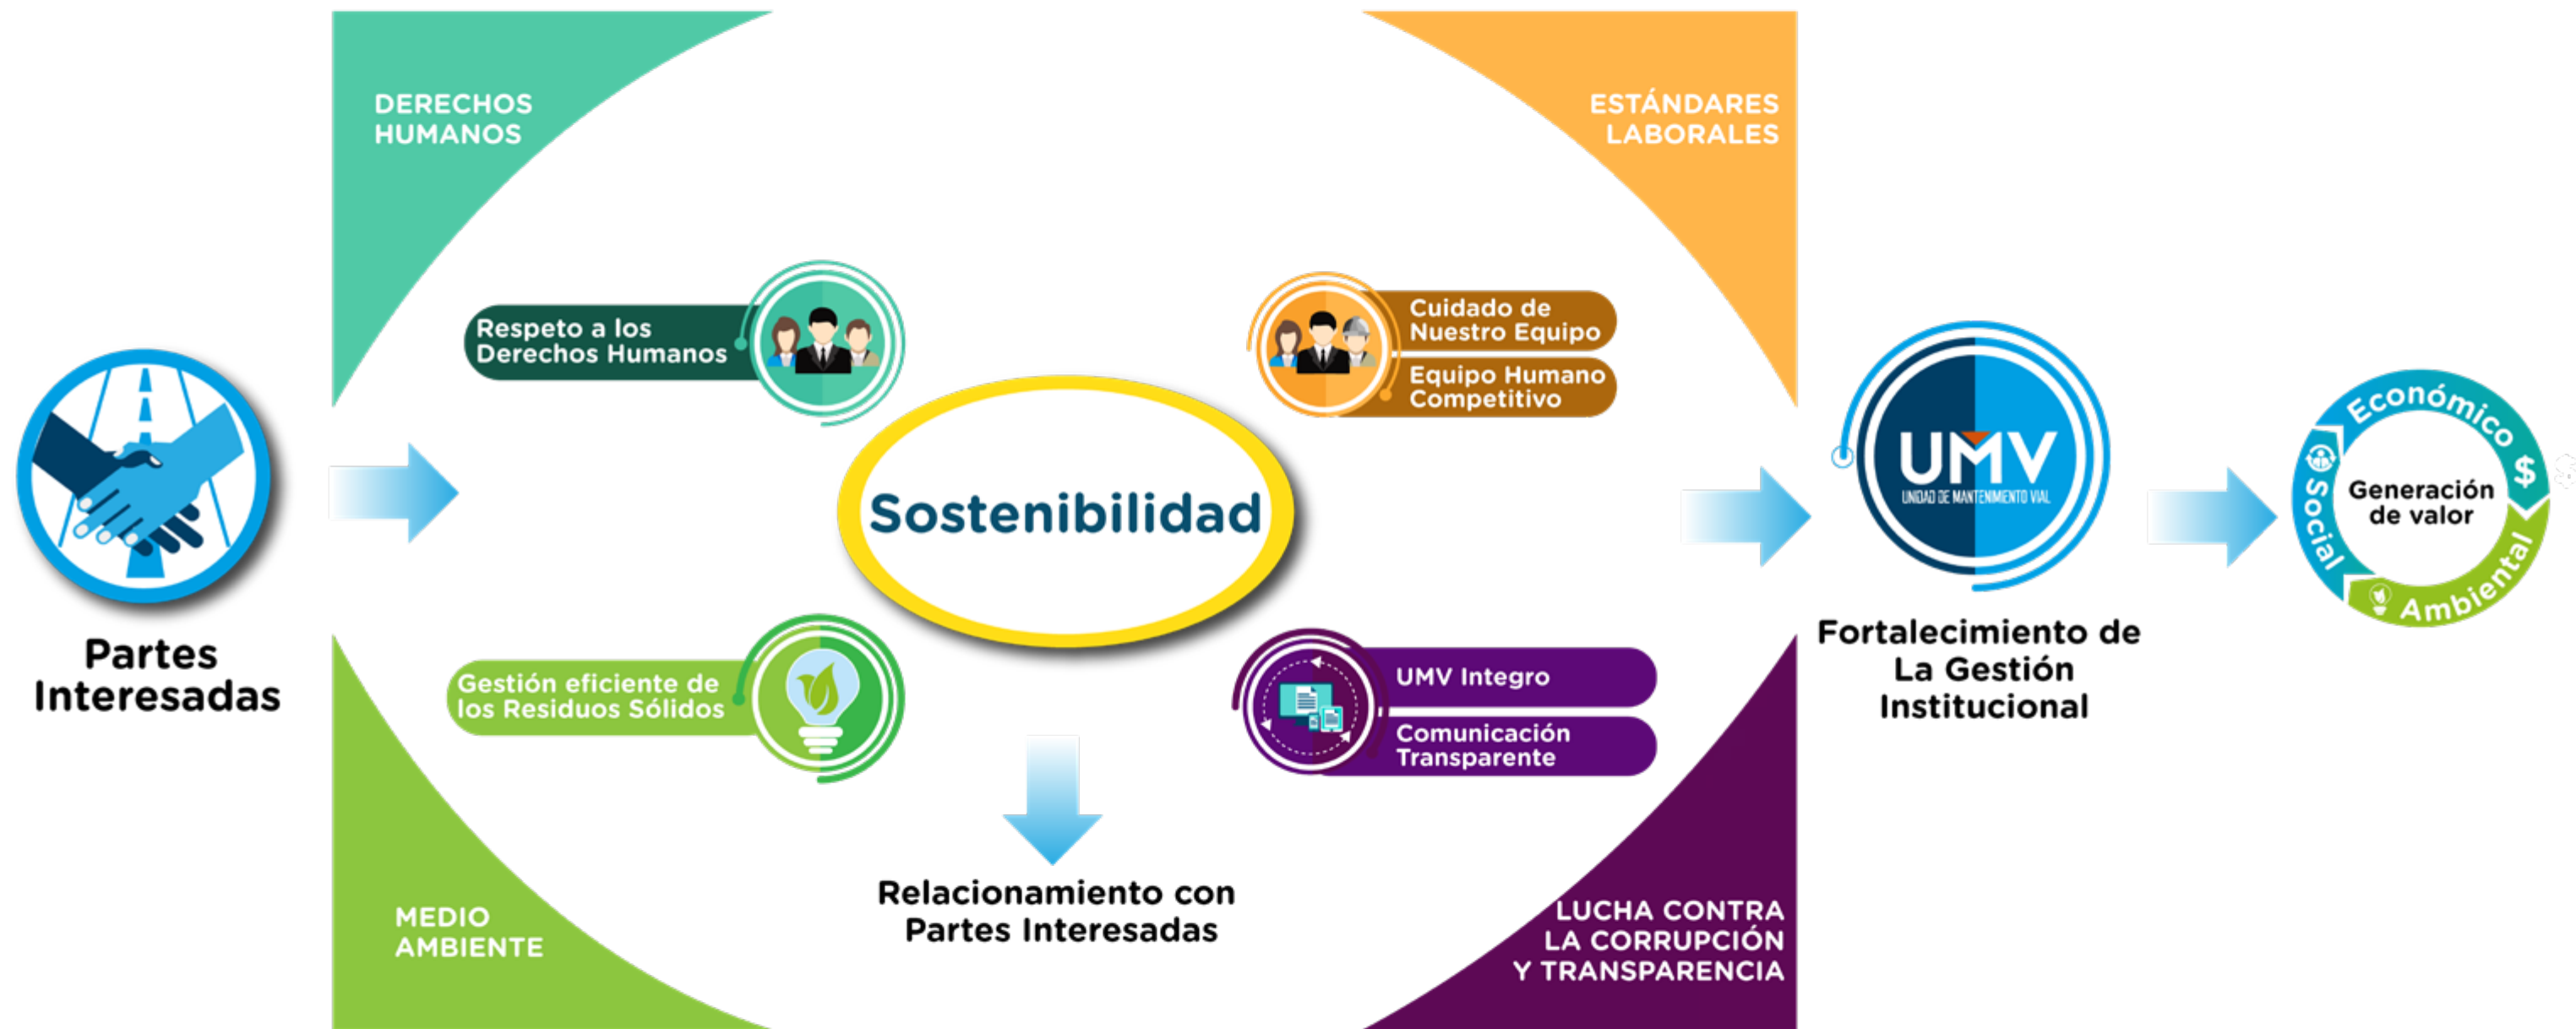 DERECHOS
HUMANOS
ESTÁNDARES
LABORALES
Respeto a los
Derechos Humanos
Cuidado de
Nuestro Equipo
Equipo Humano
Competitivo
Partes
Interesadas
Sostenibilidad
UMV
UNIDAD DE MANTENIMIENTO VIAL
Fortalecimiento de
La Gestión
Institucional
Económico $
Social
Ambiental
Generación
de valor
Gestión eficiente de
los Residuos Sólidos
UMV Integro
Comunicación
Transparente
Relacionamiento con
Partes Interesadas
MEDIO
AMBIENTE
LUCHA CONTRA
LA CORRUPCIÓN
Y TRANSPARENCIA